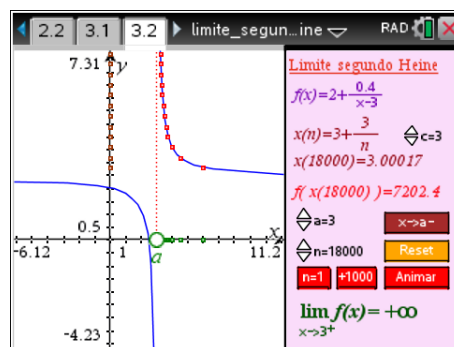 2.2 3.1 3.2 limite_segun...ine RAD
7.31 y
0.5
-6.12 1 a 11.2 x
-4.23
Limite segundo Heine
f(x)=2+0.4/x-3
x(n)=3+3/n c=3
x(18000)=3.00017
f( x(18000) )=7202.4
a=3 x->a-
n=18000 Reset
n=1 +1000 Animar
lim f(x)= +∞
x->3+